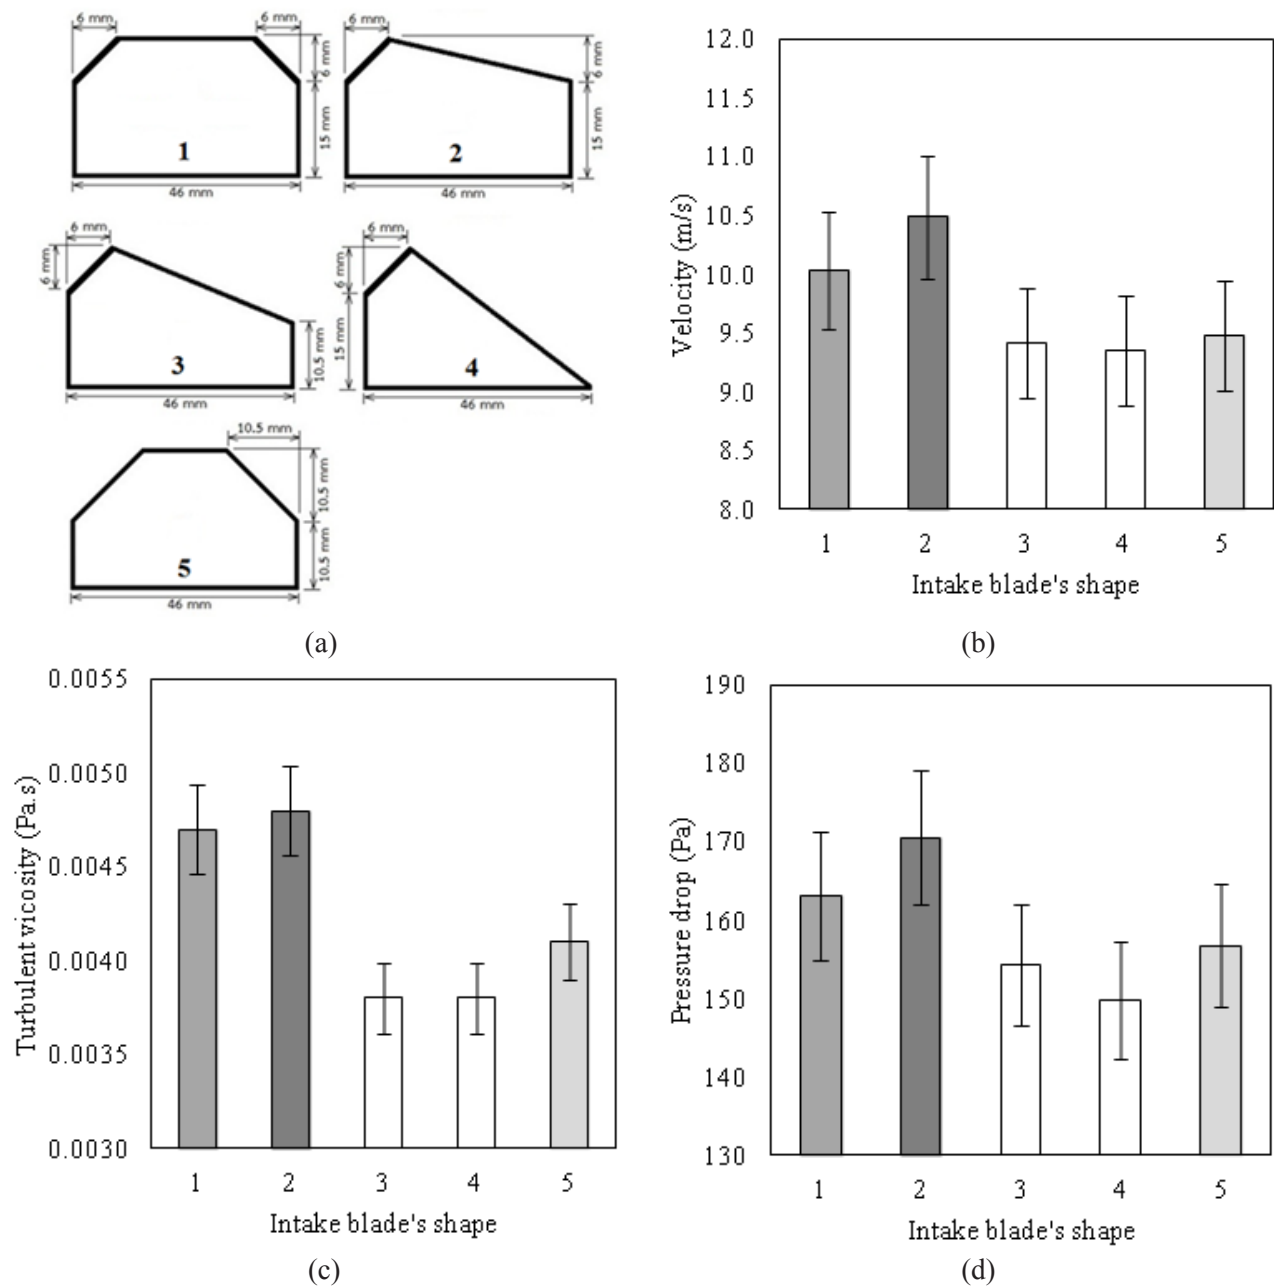 6 mm 6 mm
6 mm
15 mm
1
46 mm
6 mm
6 mm
15 mm
2
46 mm
6 mm
6 mm
10.5 mm
3
46 mm
6 mm
6 mm
15 mm
4
46 mm
10.5 mm
10.5 mm
10.5 mm
5
46 mm
(a)
12.0
11.5
11.0
10.5
10.0
9.5
9.0
8.5
8.0
Velocity (m/s)
1 2 3 4 5
Intake blade's shape
(b)
0.0055
0.0050
0.0045
0.0040
0.0035
0.0030
Turbulent vicosity (Pa.s)
1 2 3 4 5
Intake blade's shape
(c)
190
180
170
160
150
140
130
Pressure drop (Pa)
1 2 3 4 5
Intake blade's shape
(d)